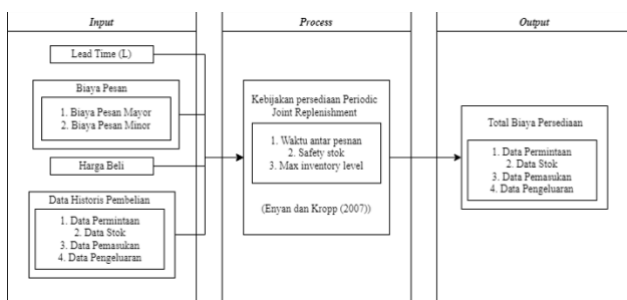 Input
Process
Output
Lead Time (L)
Biaya Pesan
1. Biaya Pesan Mayor
2. Biaya Pesan Minor
Harga Beli
Data Historis Pembelian
1. Data Permintaan
2. Data Stok
3. Data Pemasukan
4. Data Pengeluaran
Kebijakan persediaan Periodic
Joint Replenishment
1. Waktu antar pesnan
2. Safety stok
3. Max inventory level
(Enyan dan Kropp (2007))
Total Biaya Persediaan
1. Data Permintaan
2. Data Stok
3. Data Pemasukan
4. Data Pengeluaran